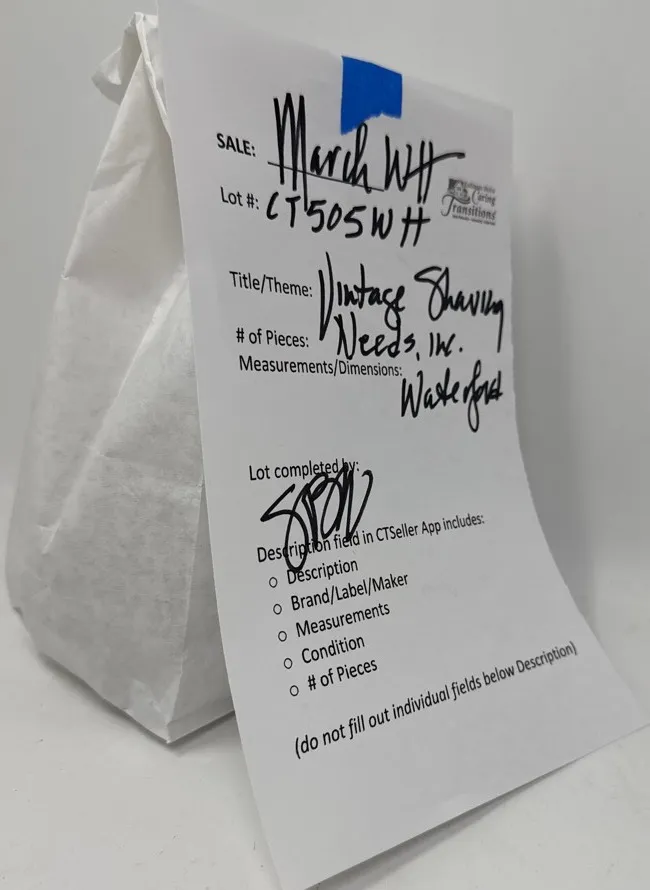 SALE: March WH
Caring
Transitions
Lot #: CT505WH
Title/Theme: Vintage Shaving
Needs, Inc.
# of Pieces:
Measurements/Dimensions:
Waterford
Lot completed by:
Description field in CTSeller App includes:
o Description
o Brand/Label/Maker
o Measurements
o Condition
o # of Pieces
(do not fill out individual fields below Description)